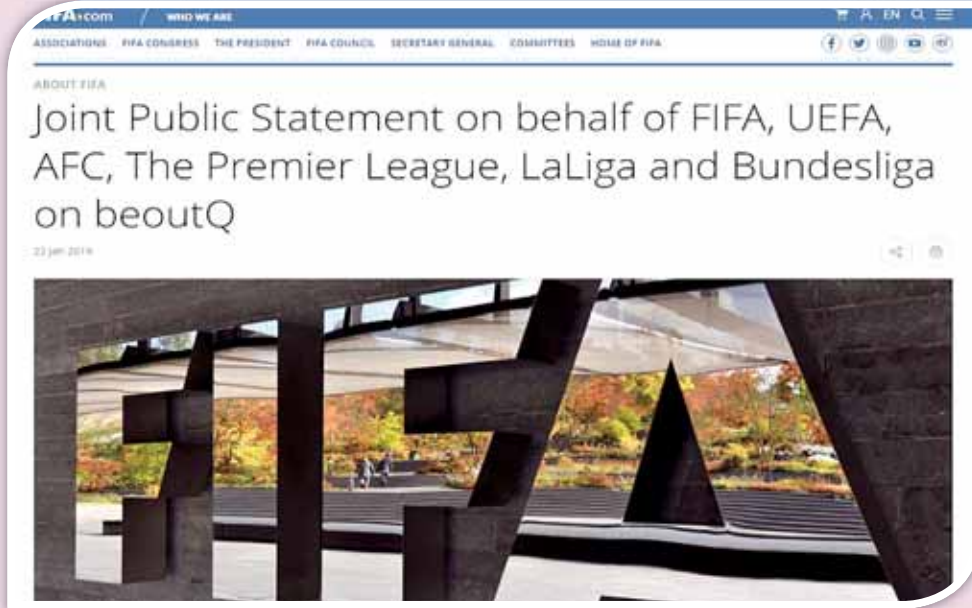 FIFA.com / WHO WE ARE EN
ASSOCIATIONS FIFA CONGRESS THE PRESIDENT FIFA COUNCIL SECRETARY GENERAL COMMITTEES HOME OF FIFA
ABOUT FIFA
Joint Public Statement on behalf of FIFA, UEFA,
AFC, The Premier League, LaLiga and Bundesliga
on beoutQ
FIFA